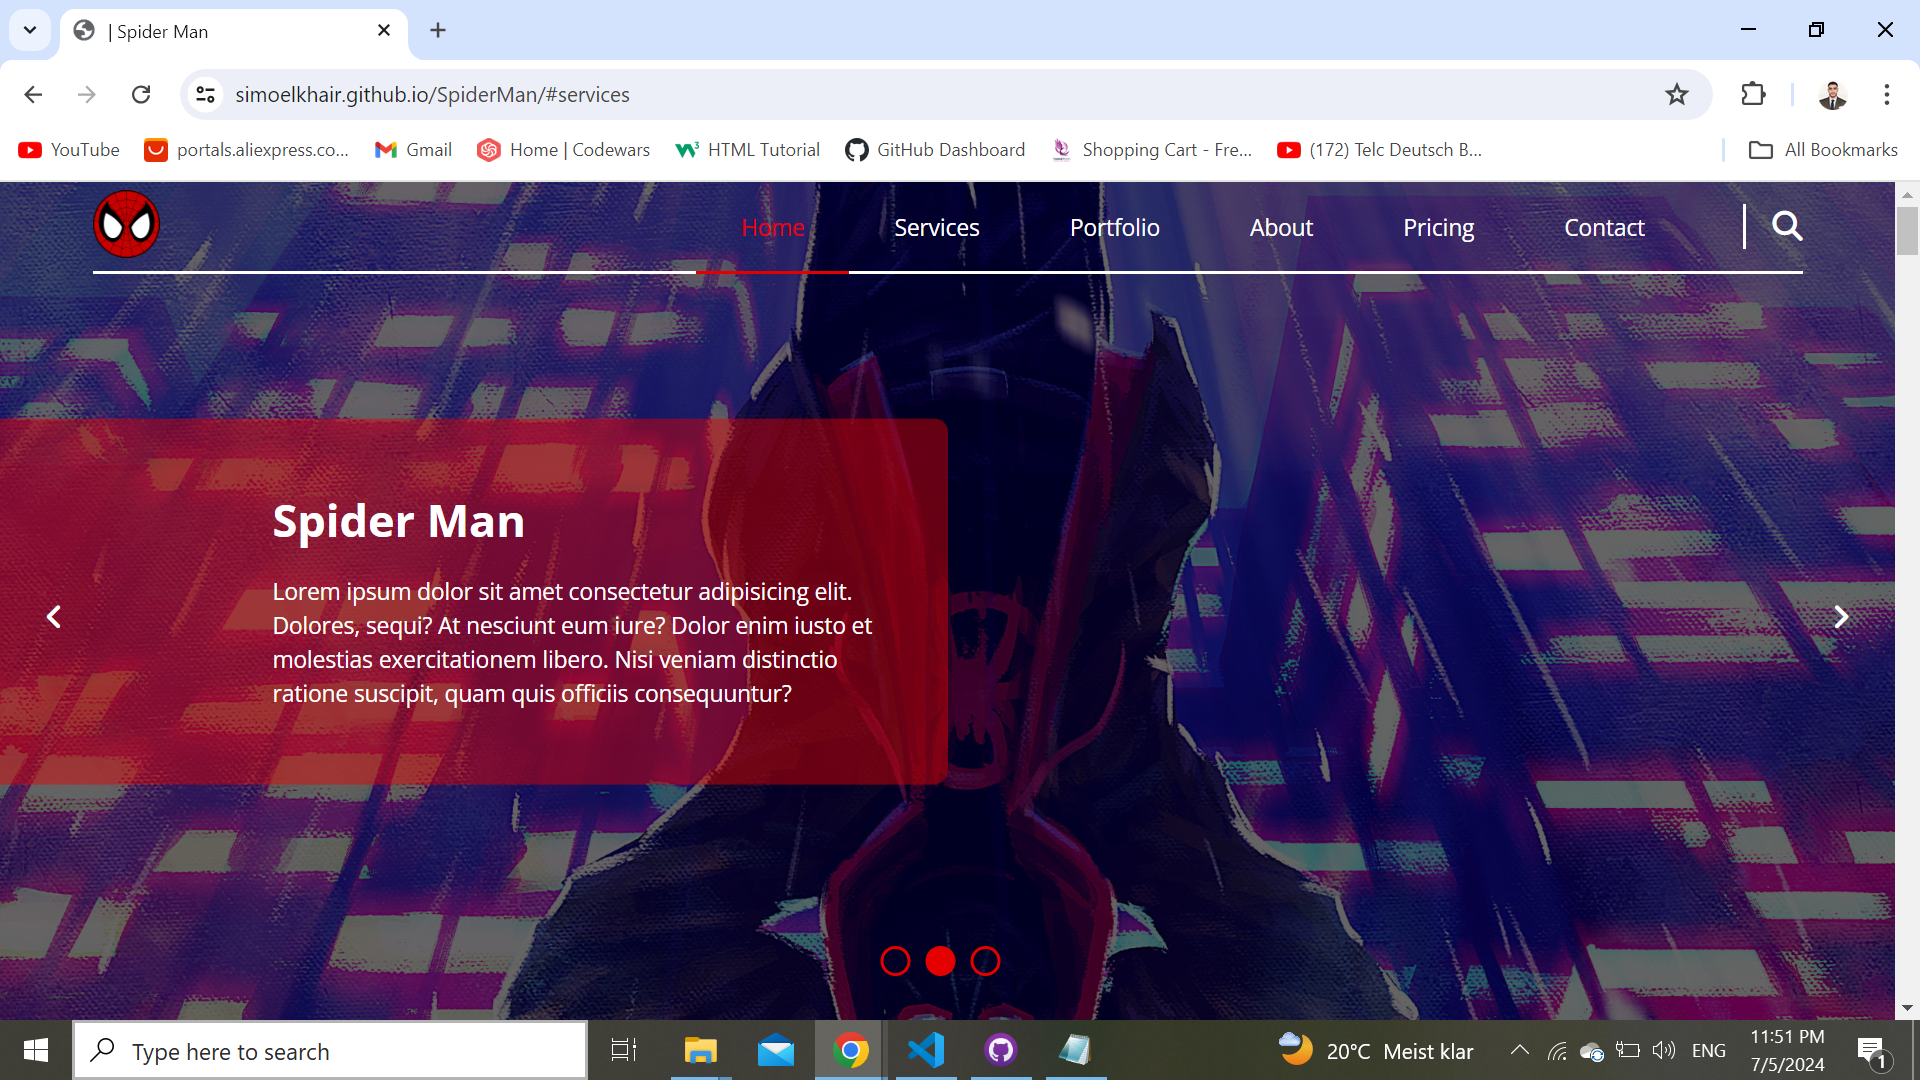 | Spider Man
simoelkhair.github.io/SpiderMan/#services
YouTube
portals.aliexpress.co...
Gmail
Home | Codewars
HTML Tutorial
GitHub Dashboard
Shopping Cart - Fre...
(172) Telc Deutsch B...
All Bookmarks
Home
Services
Portfolio
About
Pricing
Contact
Spider Man
Lorem ipsum dolor sit amet consectetur adipisicing elit.
Dolores, sequi? At nesciunt eum iure? Dolor enim iusto et
molestias exercitationem libero. Nisi veniam distinctio
ratione suscipit, quam quis officiis consequuntur?
Type here to search
20°C Meist klar
ENG
11:51 PM
7/5/2024
1